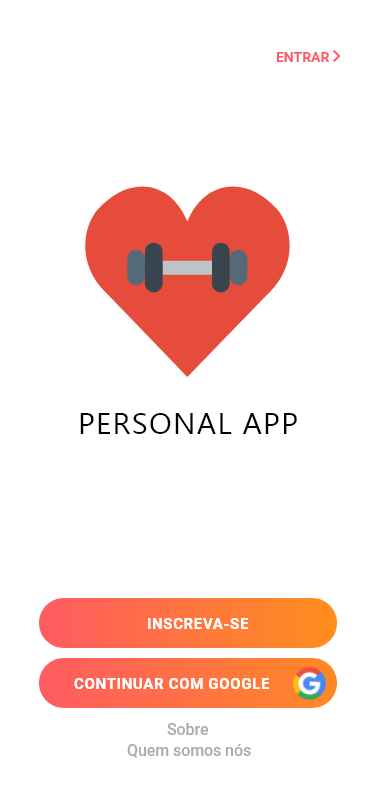 ENTRAR
PERSONAL APP
INSCREVA-SE
CONTINUAR COM GOOGLE
Sobre
Quem somos nós